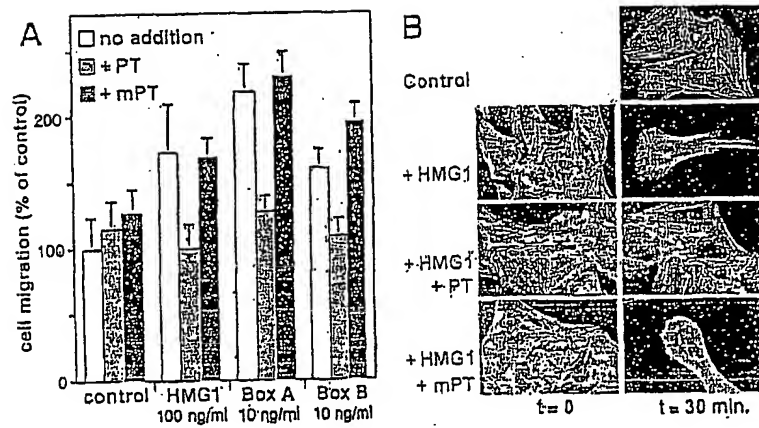 A
no addition
+ PT
+ mPT
cell migration (% of control)
200
100
0
control
HMG1
100 ng/ml
Box A
10 ng/ml
Box B
10 ng/ml
B
Control
+ HMG1
+ HMG1
+ PT
+ HMG1
+ mPT
t = 0
t = 30 min.